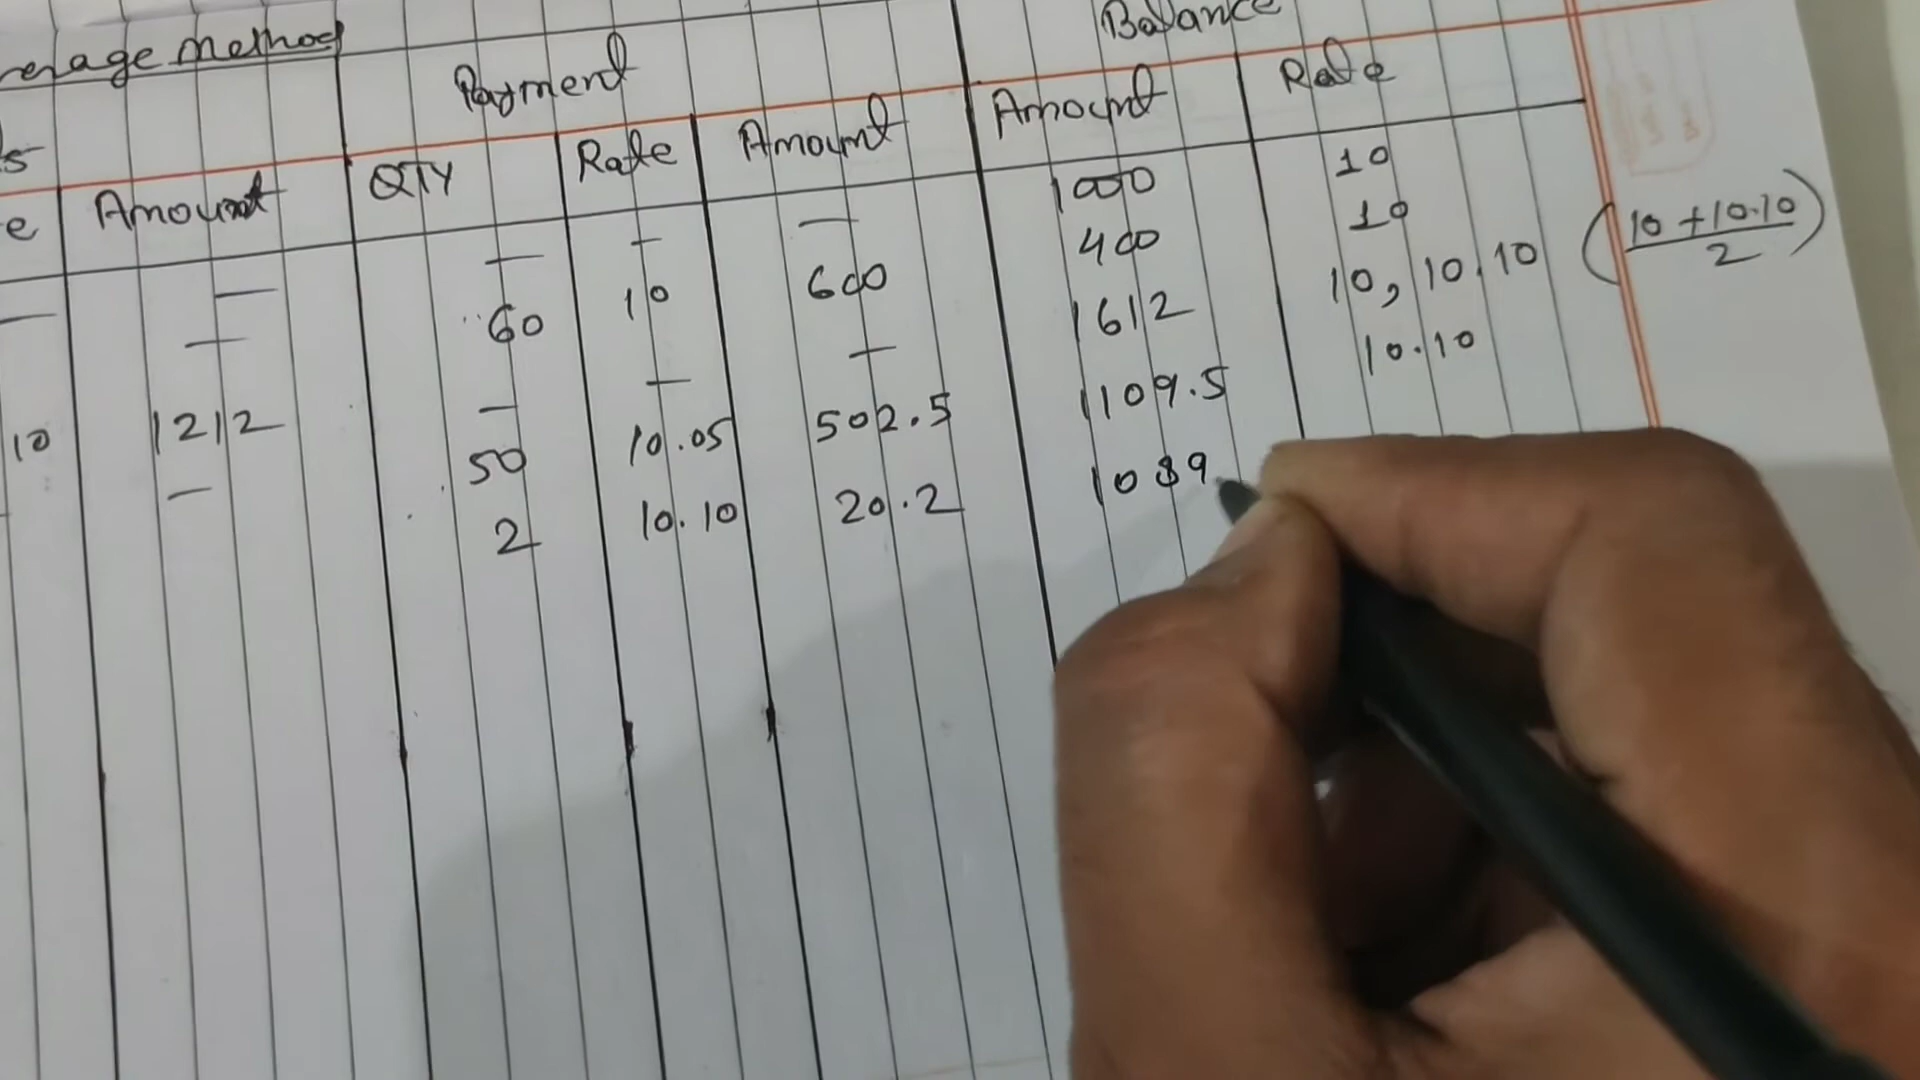 erage method
Balance
Payment
s
Amount Rate
QTY Rate Amount
e Amount
— — — — — 1000 10
— — 60 10 600 400 10
10 1212 — — — 1612 10, 10.10 (10 + 10.10 / 2)
— 50 10.05 502.5 1109.5 10.10
2 10.10 20.2 1089.